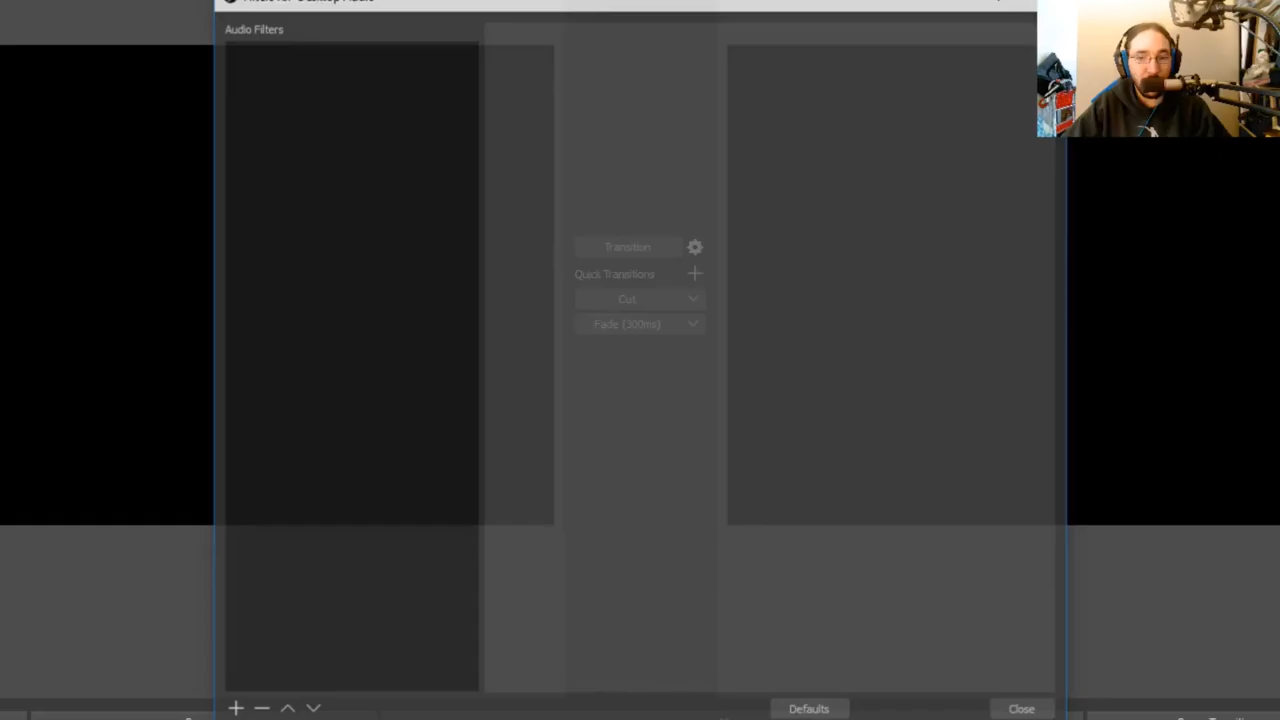 Audio Filters
Transition
Quick Transitions
Cut
Fade (300ms)
Defaults
Close